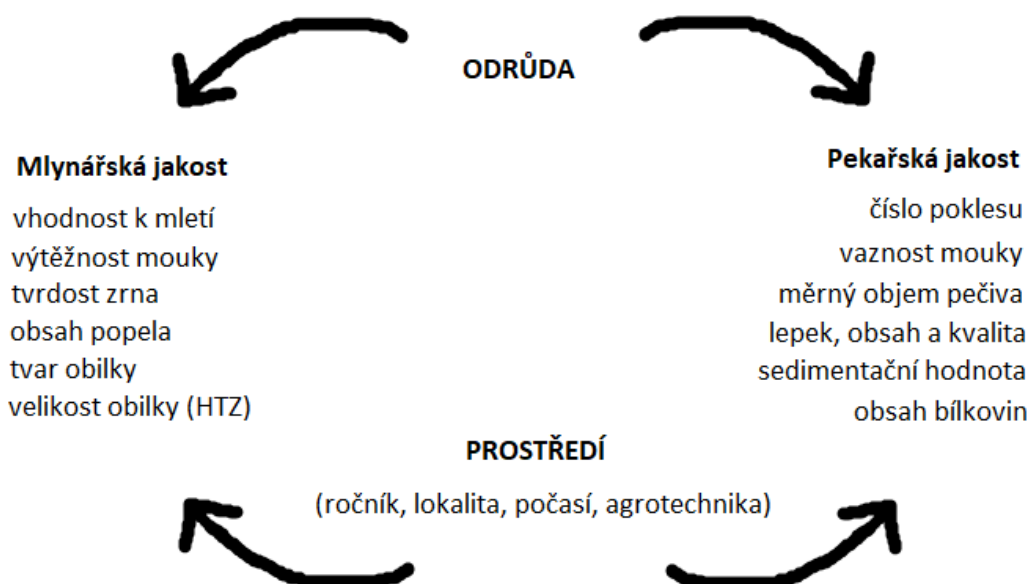 ODRŮDA
Mlynářská jakost
vhodnost k mletí
výtěžnost mouky
tvrdost zrna
obsah popela
tvar obilky
velikost obilky (HTZ)
Pekařská jakost
číslo poklesu
vaznost mouky
měrný objem pečiva
lepek, obsah a kvalita
sedimentační hodnota
obsah bílkovin
PROSTŘEDÍ
(ročník, lokalita, počasí, agrotechnika)